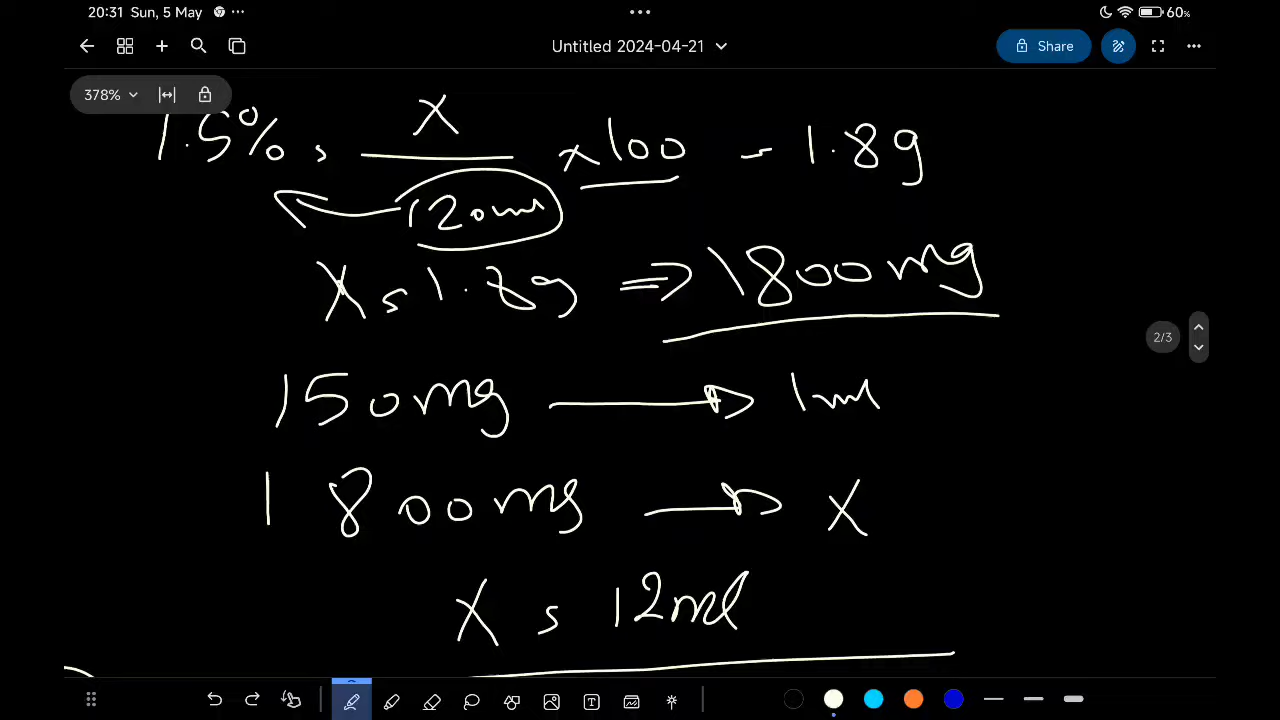 20:31 Sun, 5 May
60%
Untitled 2024-04-21
Share
378%
1.5% = X / 120ml x100 = 1.8g
X = 1.8g ⇒ 1800mg
2/3
150mg → 1ml
1800mg → X
X = 12ml